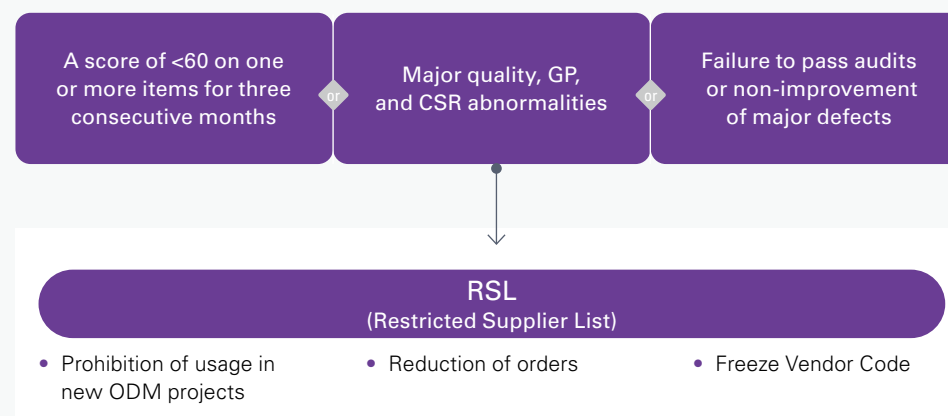 A score of <60 on one
or more items for three
consecutive months
or
Major quality, GP,
and CSR abnormalities
or
Failure to pass audits
or non-improvement
of major defects
RSL
(Restricted Supplier List)
• Prohibition of usage in
new ODM projects
• Reduction of orders
• Freeze Vendor Code